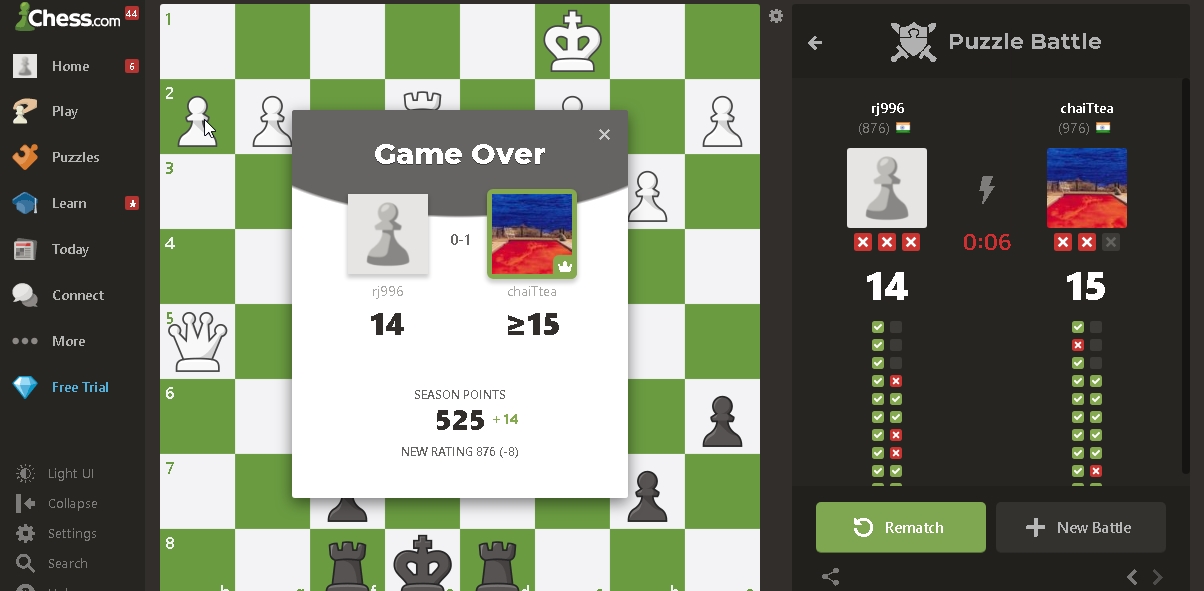 Chess.com 44
Home 6
Play
Puzzles
Learn
Today
Connect
More
Free Trial
Light UI
Collapse
Settings
Search
1
2
3
4
5
6
7
8
Game Over
0-1
rj996
chaiTtea
14
≥15
SEASON POINTS
525 +14
NEW RATING 876 (-8)
Puzzle Battle
rj996
(876)
chaiTtea
(976)
0:06
14
15
Rematch
New Battle